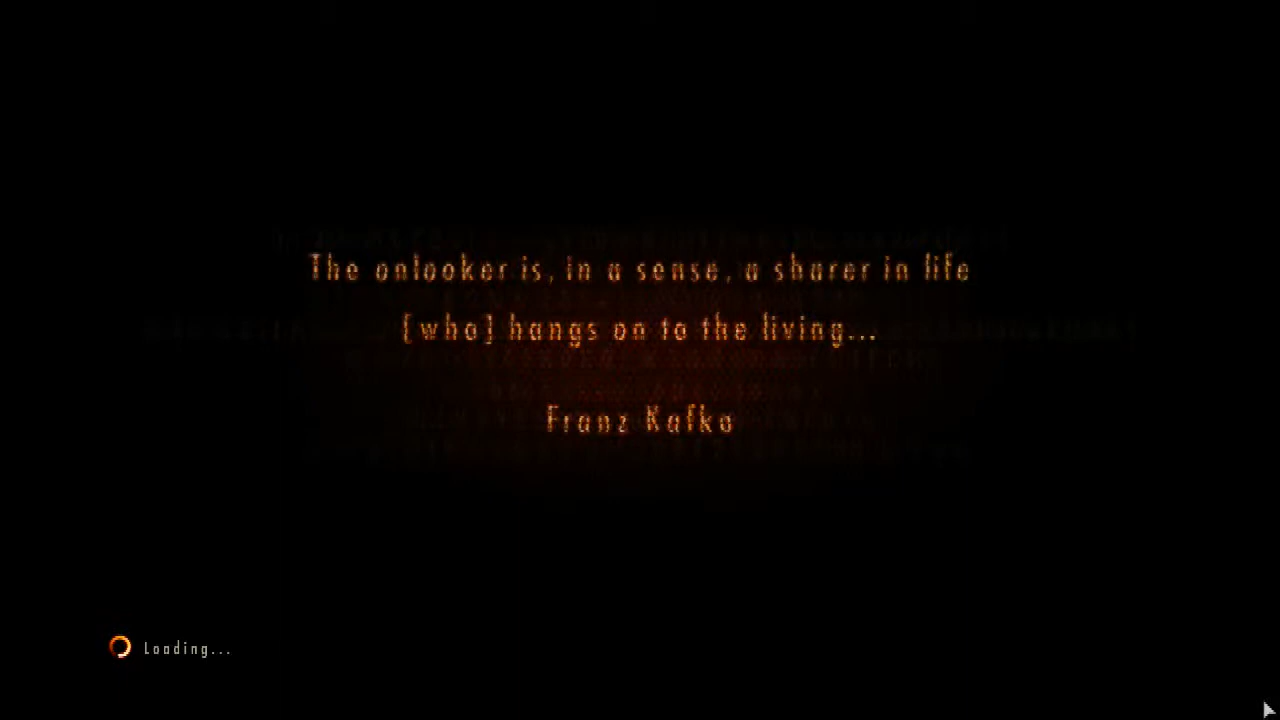 The onlooker is, in a sense, a sharer in life
[who] hangs on to the living...
Franz Kafka
Loading...